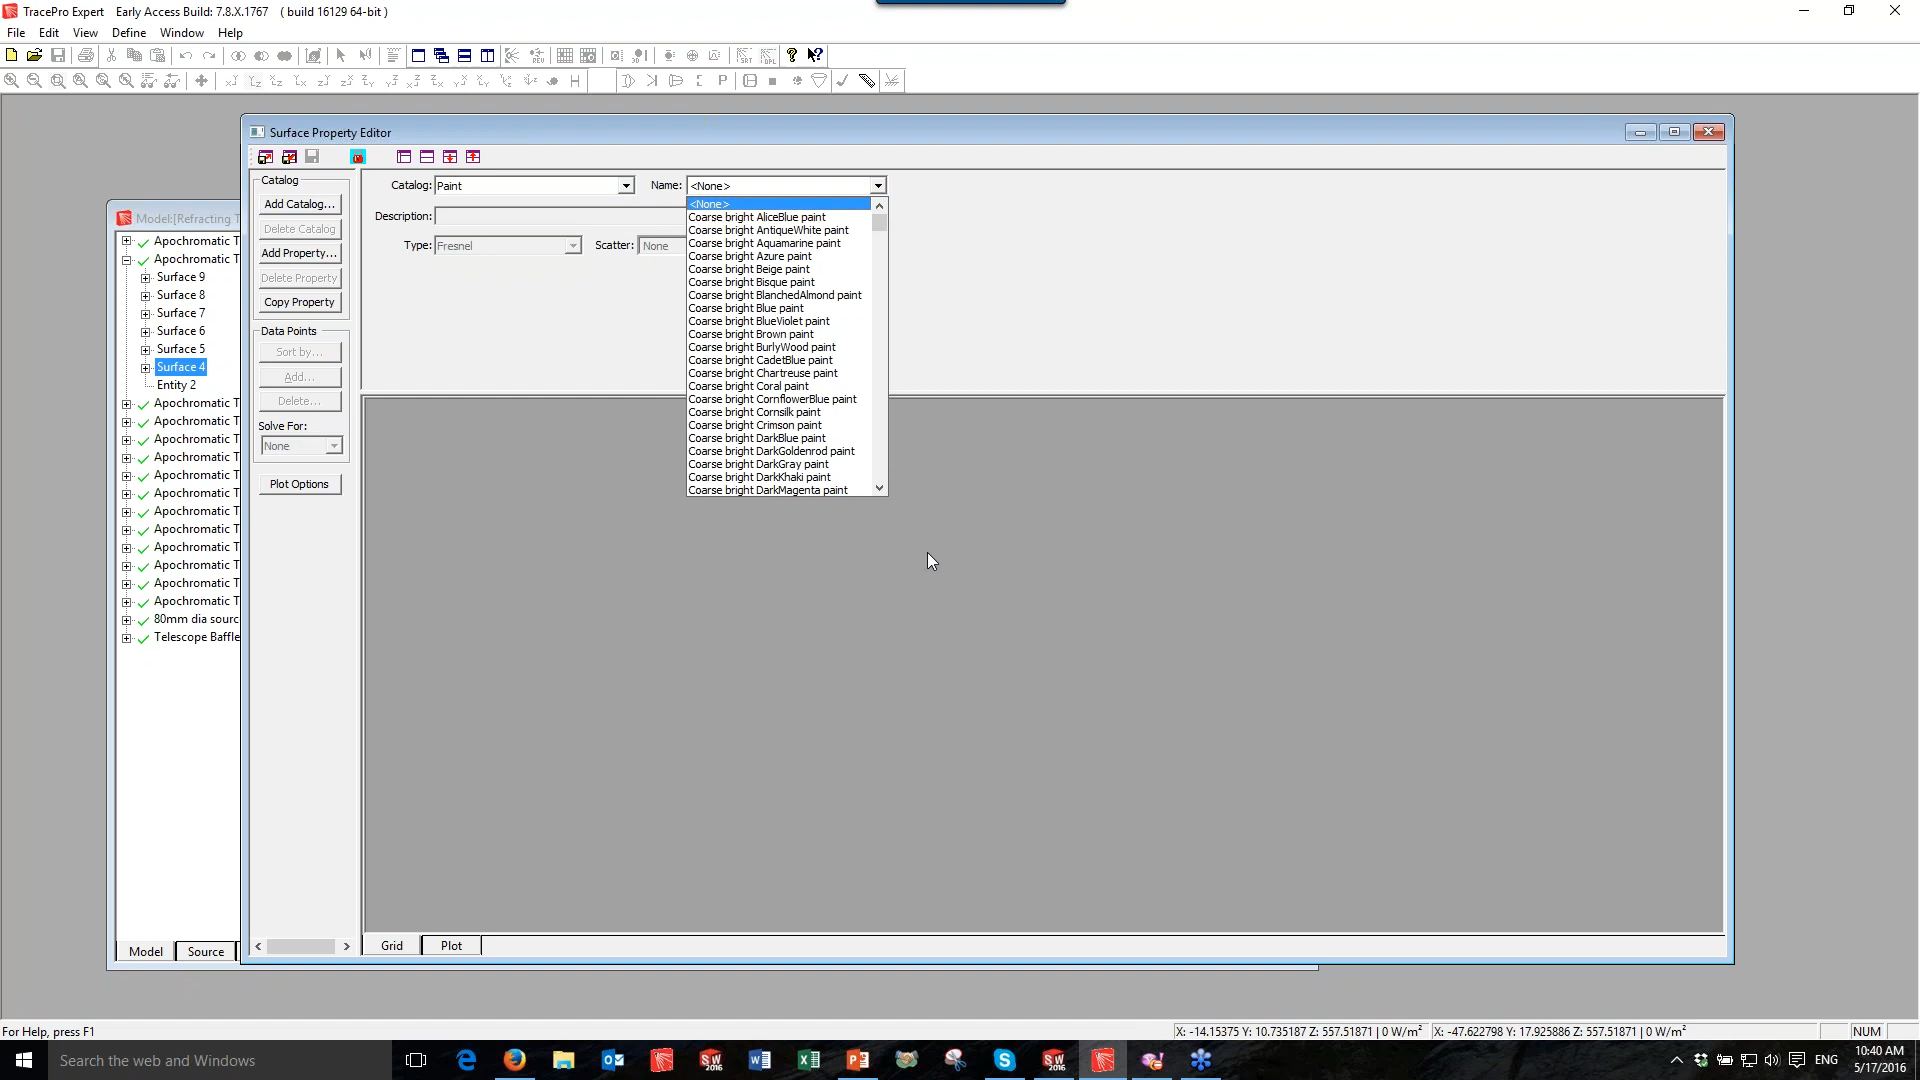 TracePro Expert Early Access Build: 7.8.X.1767 ( build 16129 64-bit )
File Edit View Define Window Help
Surface Property Editor
Model:[Refracting T
Apochromatic T
Apochromatic T
Surface 9
Surface 8
Surface 7
Surface 6
Surface 5
Surface 4
Entity 2
Apochromatic T
Apochromatic T
Apochromatic T
Apochromatic T
Apochromatic T
Apochromatic T
Apochromatic T
Apochromatic T
Apochromatic T
Apochromatic T
Apochromatic T
Apochromatic T
80mm dia sourc
Telescope Baffle
Model Source
Catalog
Add Catalog...
Delete Catalog
Add Property...
Delete Property
Copy Property
Data Points
Sort by...
Add...
Delete...
Solve For:
None
Plot Options
Catalog: Paint Name: <None>
Description:
Type: Fresnel Scatter: None
<None>
Coarse bright AliceBlue paint
Coarse bright AntiqueWhite paint
Coarse bright Aquamarine paint
Coarse bright Azure paint
Coarse bright Beige paint
Coarse bright Bisque paint
Coarse bright BlanchedAlmond paint
Coarse bright Blue paint
Coarse bright BlueViolet paint
Coarse bright Brown paint
Coarse bright BurlyWood paint
Coarse bright CadetBlue paint
Coarse bright Chartreuse paint
Coarse bright Coral paint
Coarse bright CornflowerBlue paint
Coarse bright Cornsilk paint
Coarse bright Crimson paint
Coarse bright DarkBlue paint
Coarse bright DarkGoldenrod paint
Coarse bright DarkGray paint
Coarse bright DarkKhaki paint
Coarse bright DarkMagenta paint
Grid Plot
For Help, press F1
X: -14.15375 Y: 10.735187 Z: 557.51871 | 0 W/m² X: -47.622798 Y: 17.925886 Z: 557.51871 | 0 W/m² NUM
Search the web and Windows
ENG
10:40 AM
5/17/2016